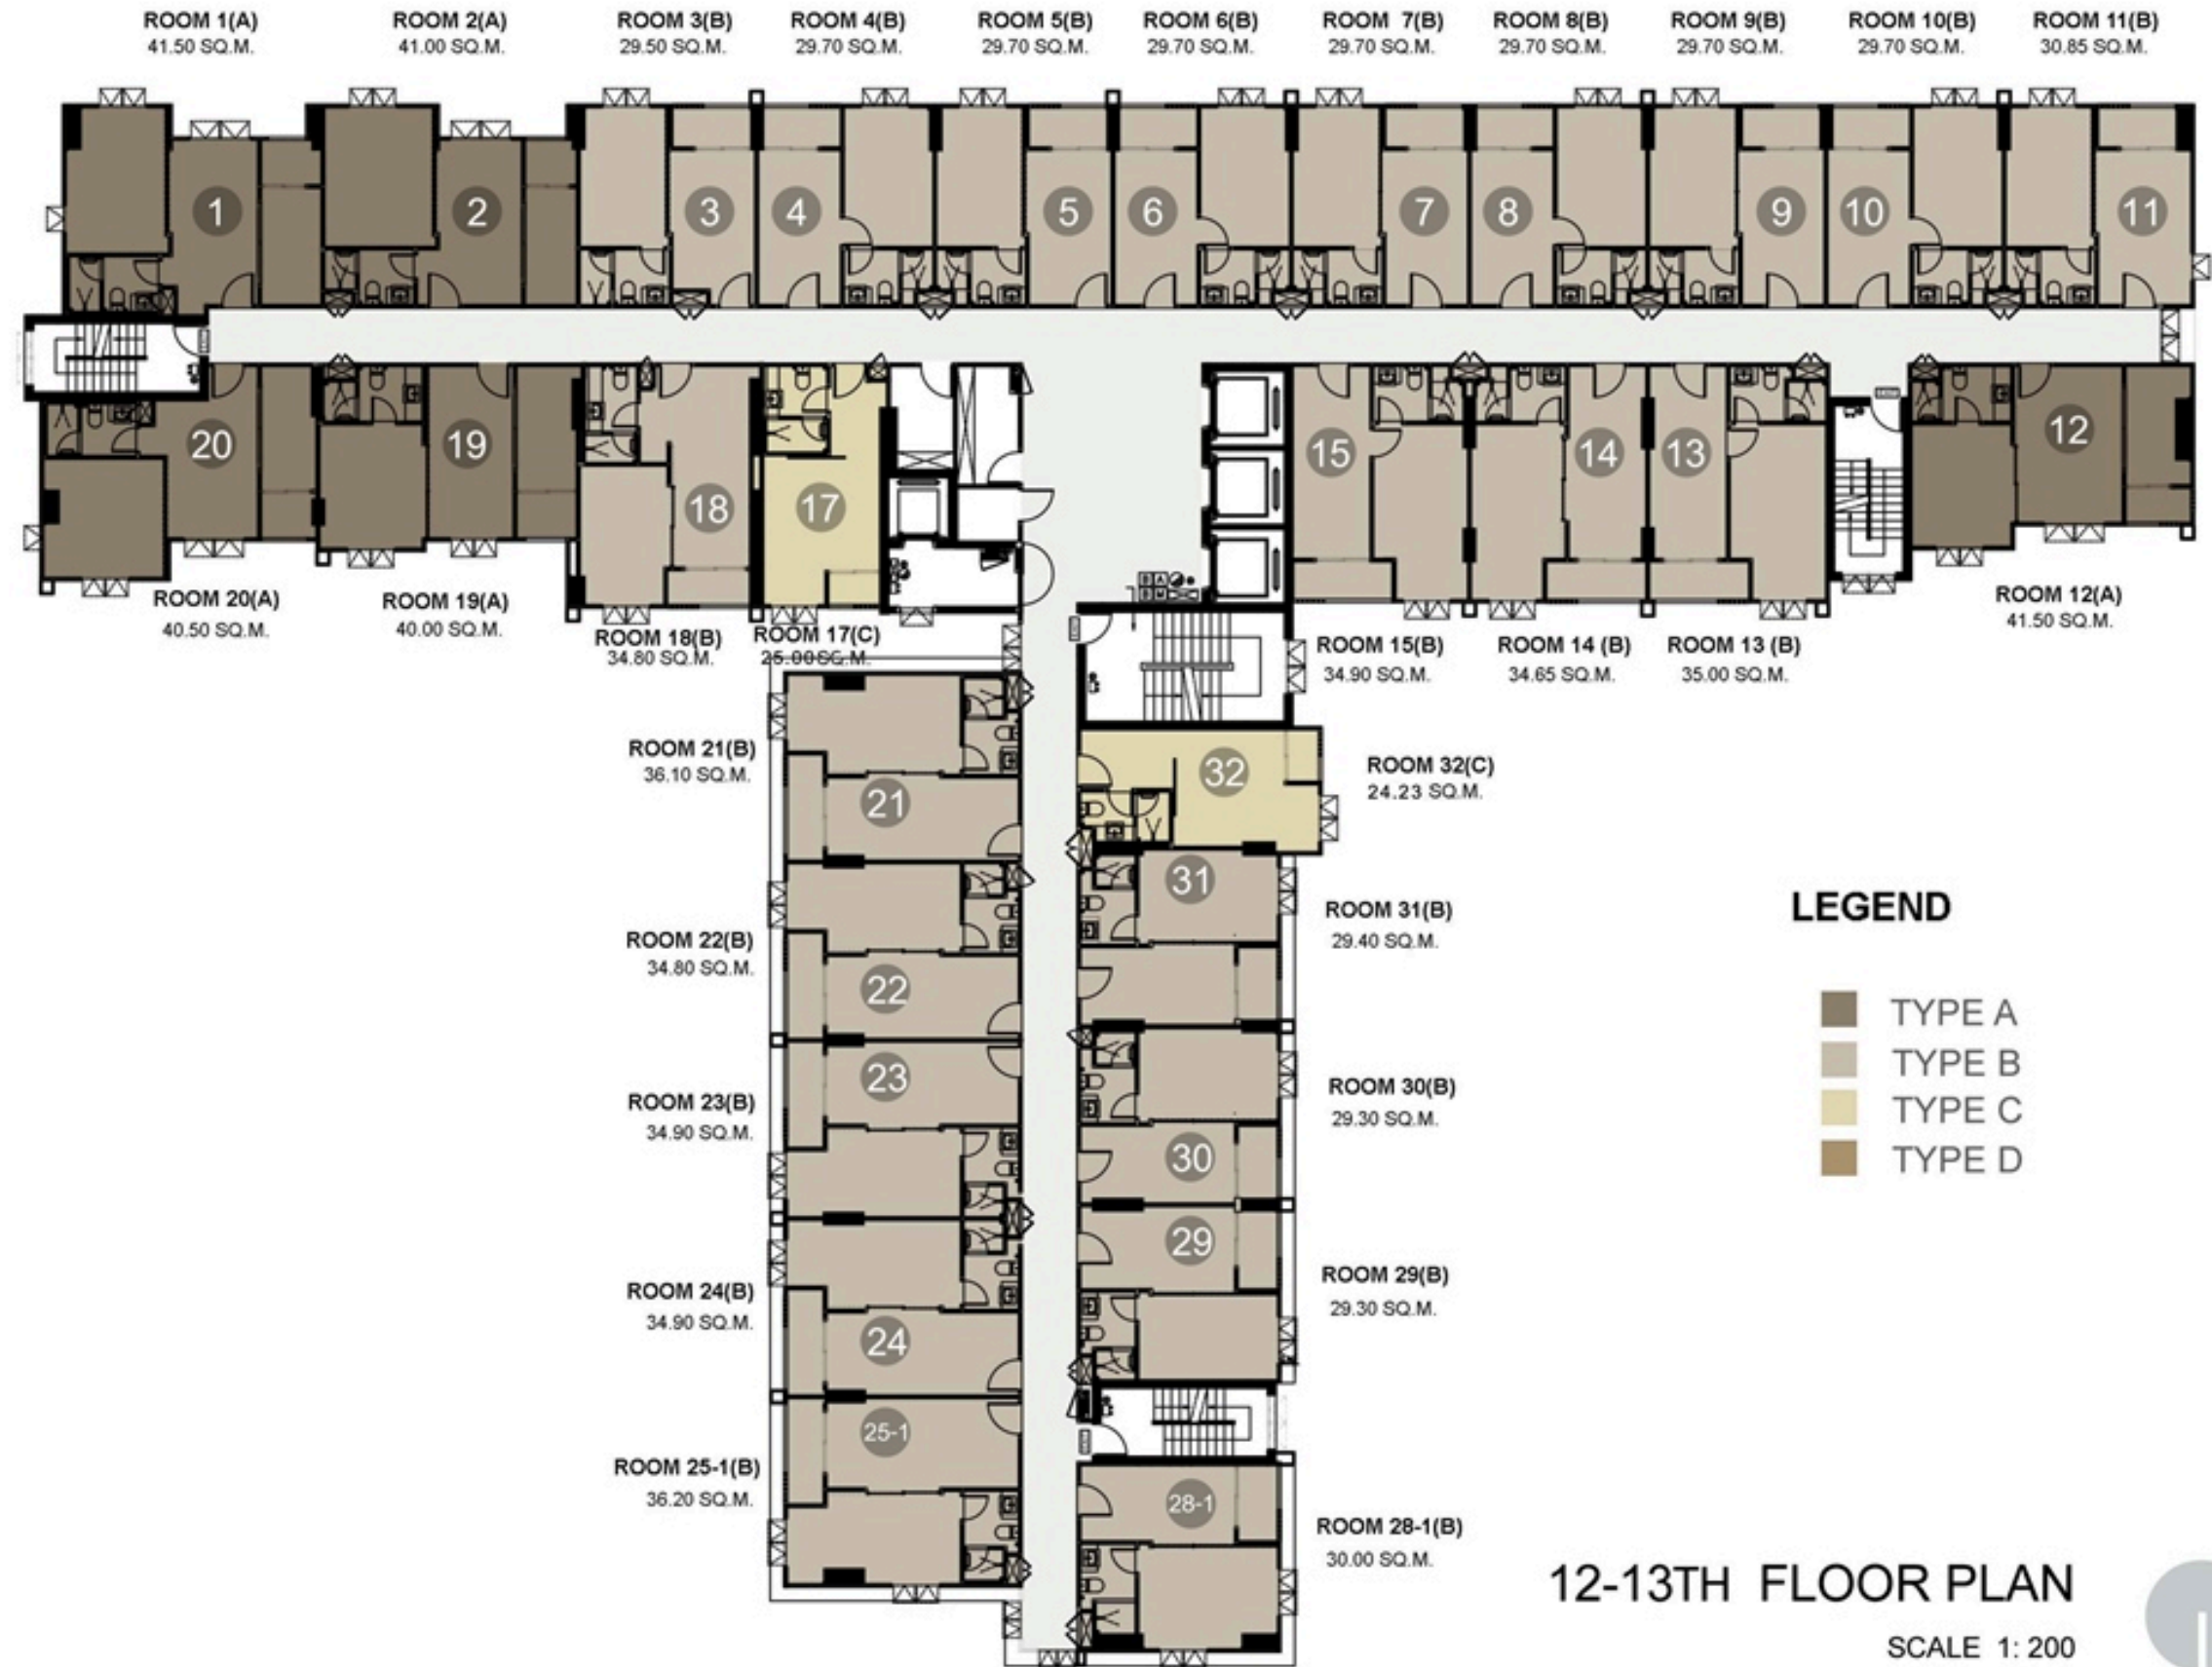 ROOM 1(A)
41.50 SQ.M.
ROOM 2(A)
41.00 SQ.M.
ROOM 3(B)
29.50 SQ.M.
ROOM 4(B)
29.70 SQ.M.
ROOM 5(B)
29.70 SQ.M.
ROOM 6(B)
29.70 SQ.M.
ROOM 7(B)
29.70 SQ.M.
ROOM 8(B)
29.70 SQ.M.
ROOM 9(B)
29.70 SQ.M.
ROOM 10(B)
29.70 SQ.M.
ROOM 11(B)
30.85 SQ.M.
1
2
3
4
5
6
7
8
9
10
11
20
19
18
17
15
14
13
12
ROOM 20(A)
40.50 SQ.M.
ROOM 19(A)
40.00 SQ.M.
ROOM 18(B)
34.80 SQ.M.
ROOM 17(C)
25.00SQ.M.
ROOM 15(B)
34.90 SQ.M.
ROOM 14 (B)
34.65 SQ.M.
ROOM 13 (B)
35.00 SQ.M.
ROOM 12(A)
41.50 SQ.M.
ROOM 21(B)
36.10 SQ.M.
21
32
ROOM 32(C)
24.23 SQ.M.
31
ROOM 31(B)
29.40 SQ.M.
ROOM 22(B)
34.80 SQ.M.
22
ROOM 23(B)
34.90 SQ.M.
23
30
ROOM 30(B)
29.30 SQ.M.
29
ROOM 29(B)
29.30 SQ.M.
ROOM 24(B)
34.90 SQ.M.
24
ROOM 25-1(B)
36.20 SQ.M.
25-1
28-1
ROOM 28-1(B)
30.00 SQ.M.
LEGEND
TYPE A
TYPE B
TYPE C
TYPE D
12-13TH FLOOR PLAN
SCALE 1: 200